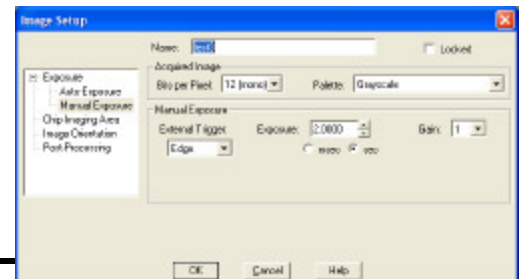 Image Setup
Name: test
Locked
Exposure
Auto Exposure
Manual Exposure
Chip Imaging Area
Image Orientation
Post Processing
Acquired Image
Bits per Pixel: 12 (mono)
Palette: Grayscale
Manual Exposure
External Trigger:
Edge
Exposure: 2.0000
msec sec
Gain: 1
OK Cancel Help